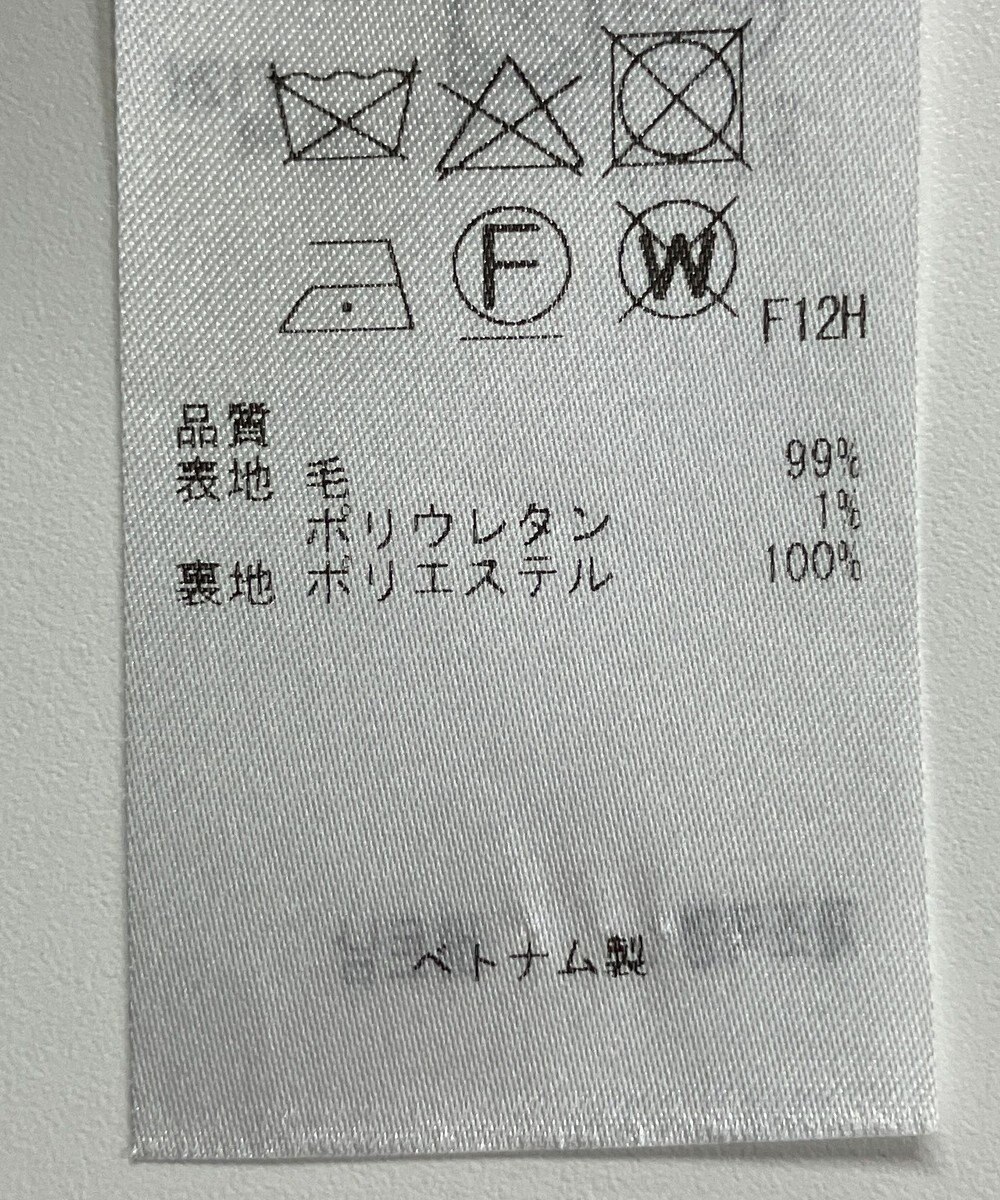 F W F12H
品質
表地 毛 99%
ポリウレタン 1%
裏地 ポリエステル 100%
ベトナム製